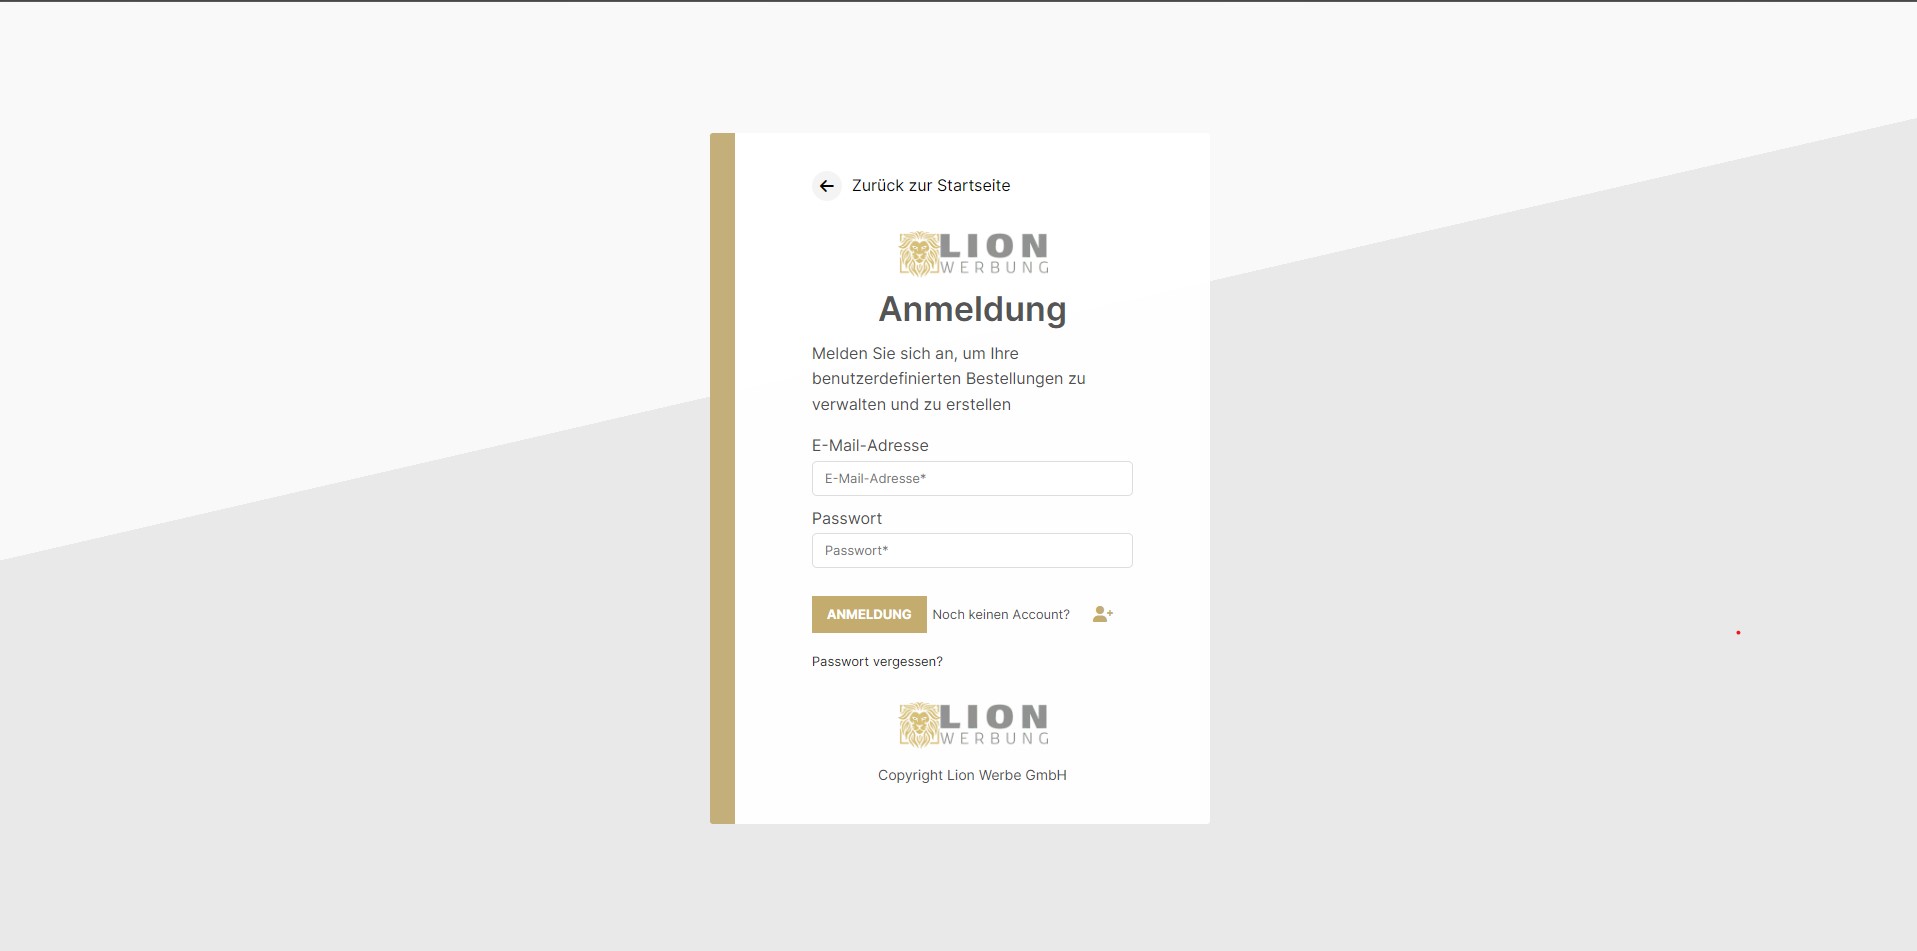 Zurück zur Startseite
LION
WERBUNG
Anmeldung
Melden Sie sich an, um Ihre
benutzerdefinierten Bestellungen zu
verwalten und zu erstellen
E-Mail-Adresse
E-Mail-Adresse*
Passwort
Passwort*
ANMELDUNG Noch keinen Account?
Passwort vergessen?
LION
WERBUNG
Copyright Lion Werbe GmbH